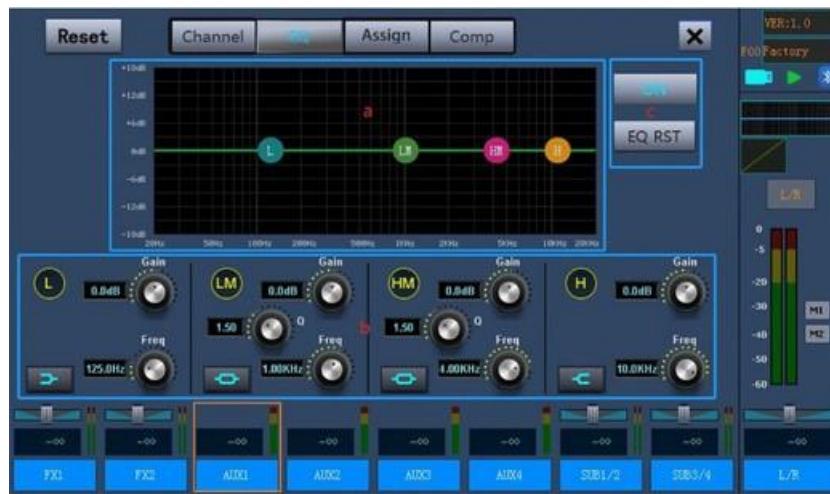 VER:1.0
Reset Channel EQ Assign Comp X
F00Factory
+18dB
+12dB
a
ON
c
+6dB
EQ RST
0dB L LM HM H
-6dB
-12dB
L/R
-18dB
20Hz 50Hz 100Hz 200Hz 500Hz 1KHz 2KHz 5KHz 10KHz 20KHz
0
-5
-20
-30
-40
-50
-60
M1
M2
Gain Gain Gain Gain
L 0.0dB LM 0.0dB HM 0.0dB H 0.0dB
1.50 Q 1.50 Q
b
Freq Freq Freq Freq
125.0Hz 1.00KHz 4.00KHz 10.0KHz
-∞ -∞ -∞ -∞ -∞ -∞ -∞ -∞ -∞
FX1 FX2 AUX1 AUX2 AUX3 AUX4 SUB1/2 SUB3/4 L/R